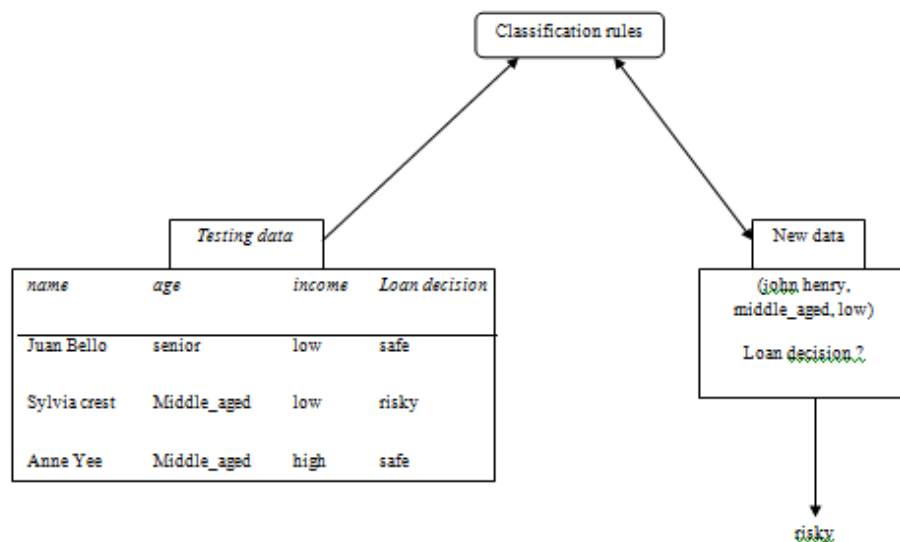 Classification rules
Testing data
name age income Loan decision
Juan Bello senior low safe
Sylvia crest Middle_aged low risky
Anne Yee Middle_aged high safe
New data
(john henry,
middle_aged, low)
Loan decision ?
risky